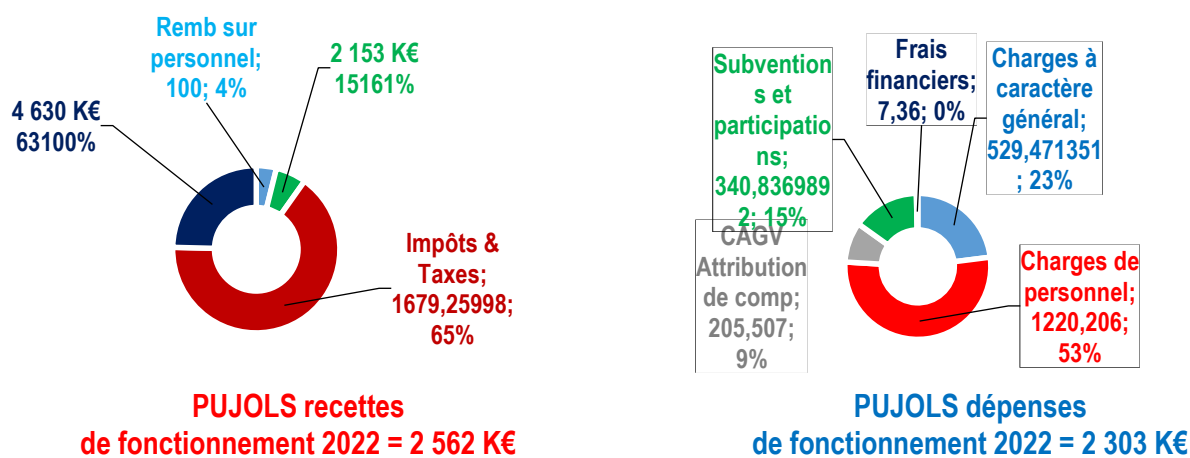 Remb sur
personnel;
100; 4%
2 153 K€
15161%
4 630 K€
63100%
Impôts &
Taxes;
1679,25998;
65%
PUJOLS recettes
de fonctionnement 2022 = 2 562 K€
Subvention
s et
participatio
ns;
340,836989
2; 15%
Frais
financiers;
7,36; 0%
Charges à
caractère
général;
529,471351
; 23%
CAGV
Attribution
de comp;
205,507;
9%
Charges de
personnel;
1220,206;
53%
PUJOLS dépenses
de fonctionnement 2022 = 2 303 K€